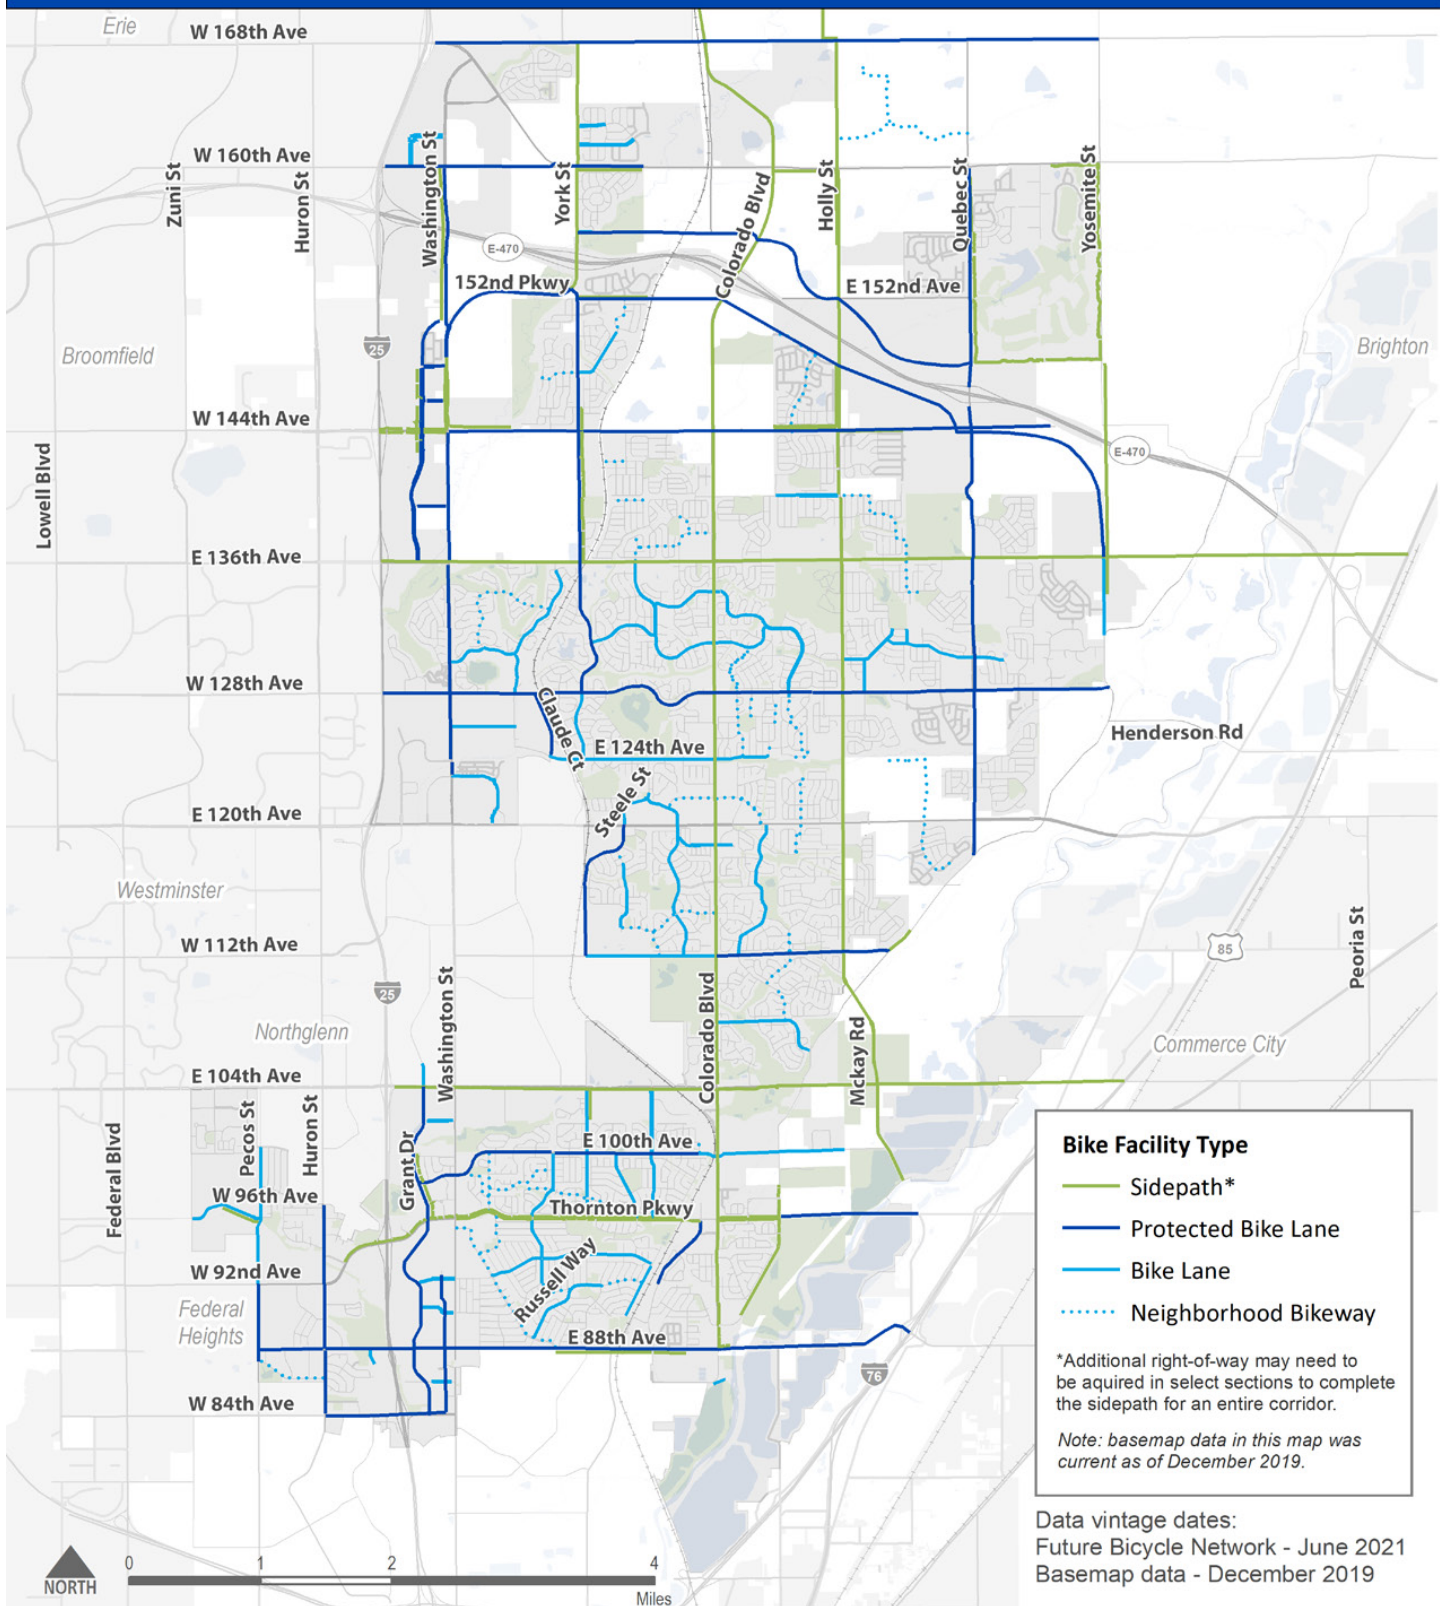 Erie
W 168th Ave
W 160th Ave
Zuni St
Huron St
Washington St
York St
Colorado Blvd
Holly St
Quebec St
Yosemite St
E-470
152nd Pkwy
E 152nd Ave
Broomfield
25
Brighton
W 144th Ave
E-470
Lowell Blvd
E 136th Ave
W 128th Ave
Claude Ct
Henderson Rd
E 124th Ave
Steele St
E 120th Ave
Westminster
W 112th Ave
85
Peoria St
25
Washington St
Colorado Blvd
Mckay Rd
Northglenn
Commerce City
E 104th Ave
Federal Blvd
Pecos St
Huron St
Grant Dr
E 100th Ave
W 96th Ave
Thornton Pkwy
W 92nd Ave
Russell Way
Federal
Heights
E 88th Ave
76
W 84th Ave
Bike Facility Type
Sidepath*
Protected Bike Lane
Bike Lane
Neighborhood Bikeway
*Additional right-of-way may need to
be aquired in select sections to complete
the sidepath for an entire corridor.
Note: basemap data in this map was
current as of December 2019.
Data vintage dates:
Future Bicycle Network - June 2021
Basemap data - December 2019
NORTH
0 1 2 4
Miles